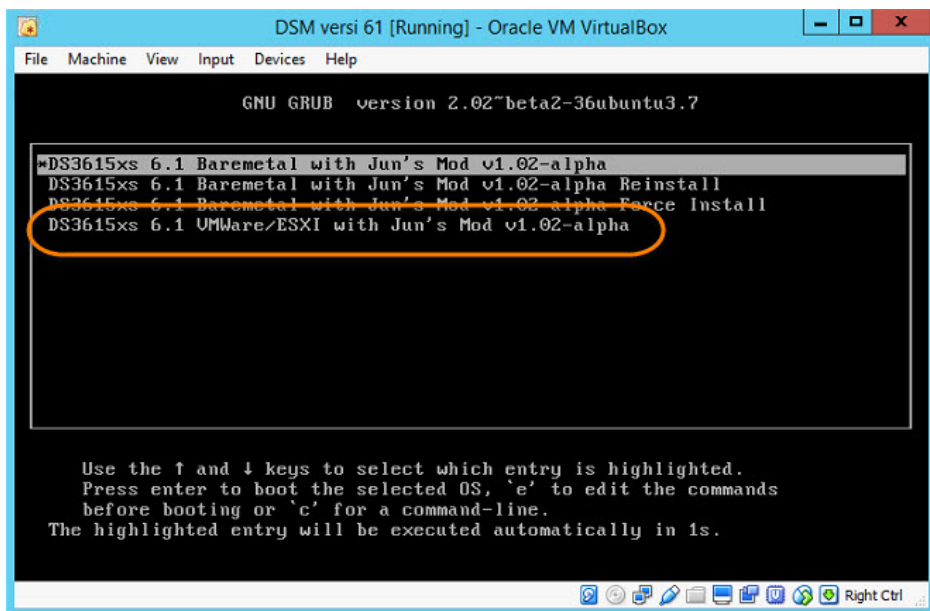 DSM versi 61 [Running] - Oracle VM VirtualBox
File Machine View Input Devices Help
GNU GRUB version 2.02~beta2-36ubuntu3.7
*DS3615xs 6.1 Baremetal with Jun's Mod v1.02-alpha
DS3615xs 6.1 Baremetal with Jun's Mod v1.02-alpha Reinstall
DS3615xs 6.1 Baremetal with Jun's Mod v1.02-alpha Force Install
DS3615xs 6.1 VMWare/ESXI with Jun's Mod v1.02-alpha
Use the ↑ and ↓ keys to select which entry is highlighted.
Press enter to boot the selected OS, `e' to edit the commands
before booting or `c' for a command-line.
The highlighted entry will be executed automatically in 1s.
Right Ctrl